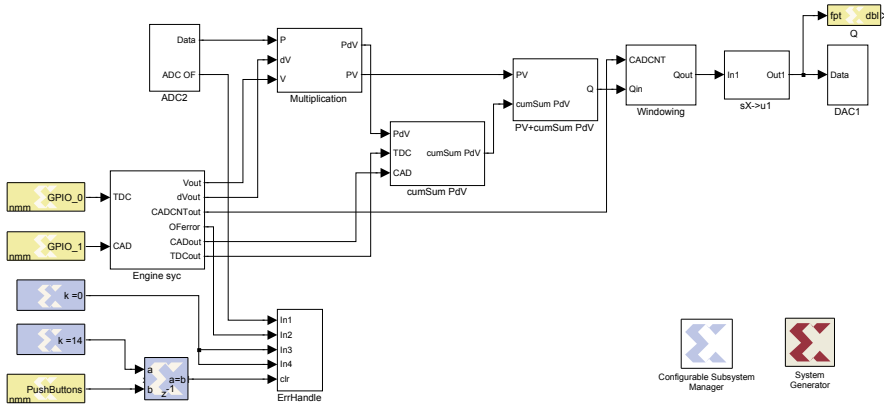 fpt dbl
Q
Data
ADC OF
ADC2
P
dV
V
PdV
PV
Multiplication
PV
cumSum PdV
Q
PV+cumSum PdV
CADCNT
Qin
Qout
Windowing
In1
Out1
sX->u1
Data
DAC1
PdV
TDC
CAD
cumSum PdV
cumSum PdV
GPIO_0
nmm
GPIO_1
nmm
TDC
CAD
Vout
dVout
CADCNTout
OFerror
CADout
TDCout
Engine syc
k =0
k =14
PushButtons
nmm
a
b
a=b
z-1
In1
In2
In3
In4
clr
ErrHandle
Configurable Subsystem
Manager
System
Generator